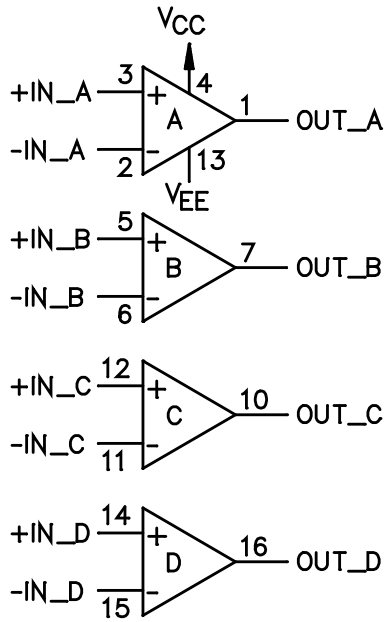 VCC
+IN_A 3 + 4 A 1 OUT_A
-IN_A 2 - 13
VEE
+IN_B 5 + B 7 OUT_B
-IN_B 6 -
+IN_C 12 + C 10 OUT_C
-IN_C 11 -
+IN_D 14 + D 16 OUT_D
-IN_D 15 -